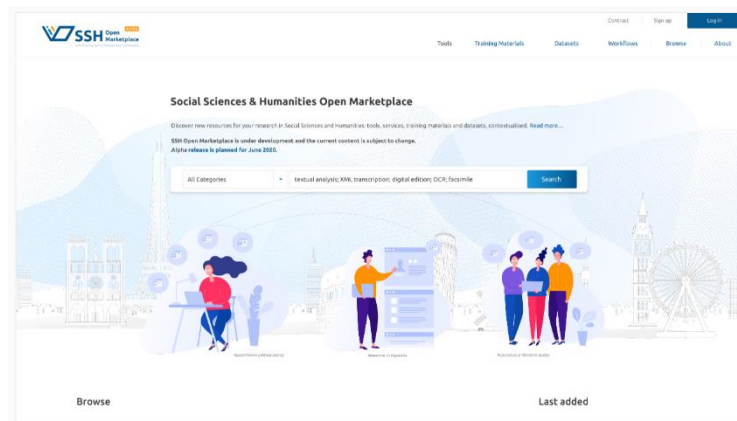 Contact
Sign up
Log in
SSH Open Marketplace
Tools
Training Materials
Datasets
Workflows
Browse
About
Social Sciences & Humanities Open Marketplace
Discover new resources for your research in Social Sciences and Humanities: tools, services, training materials and datasets, contextualised. Read more...
SSH Open Marketplace is under development and the current content is subject to change.
Alpha release is planned for June 2020.
All Categories
textual analysis; XML transcription; digital edition; OCR; facsimile
Search
Browse
Last added